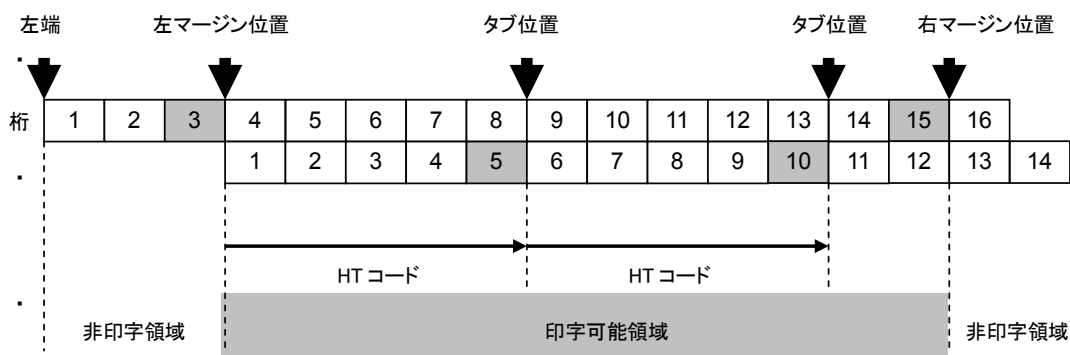 左端 左マージン位置 タブ位置 タブ位置 右マージン位置
桁 1 2 3 4 5 6 7 8 9 10 11 12 13 14 15 16
1 2 3 4 5 6 7 8 9 10 11 12 13 14
HT コード HT コード
非印字領域 印字可能領域 非印字領域